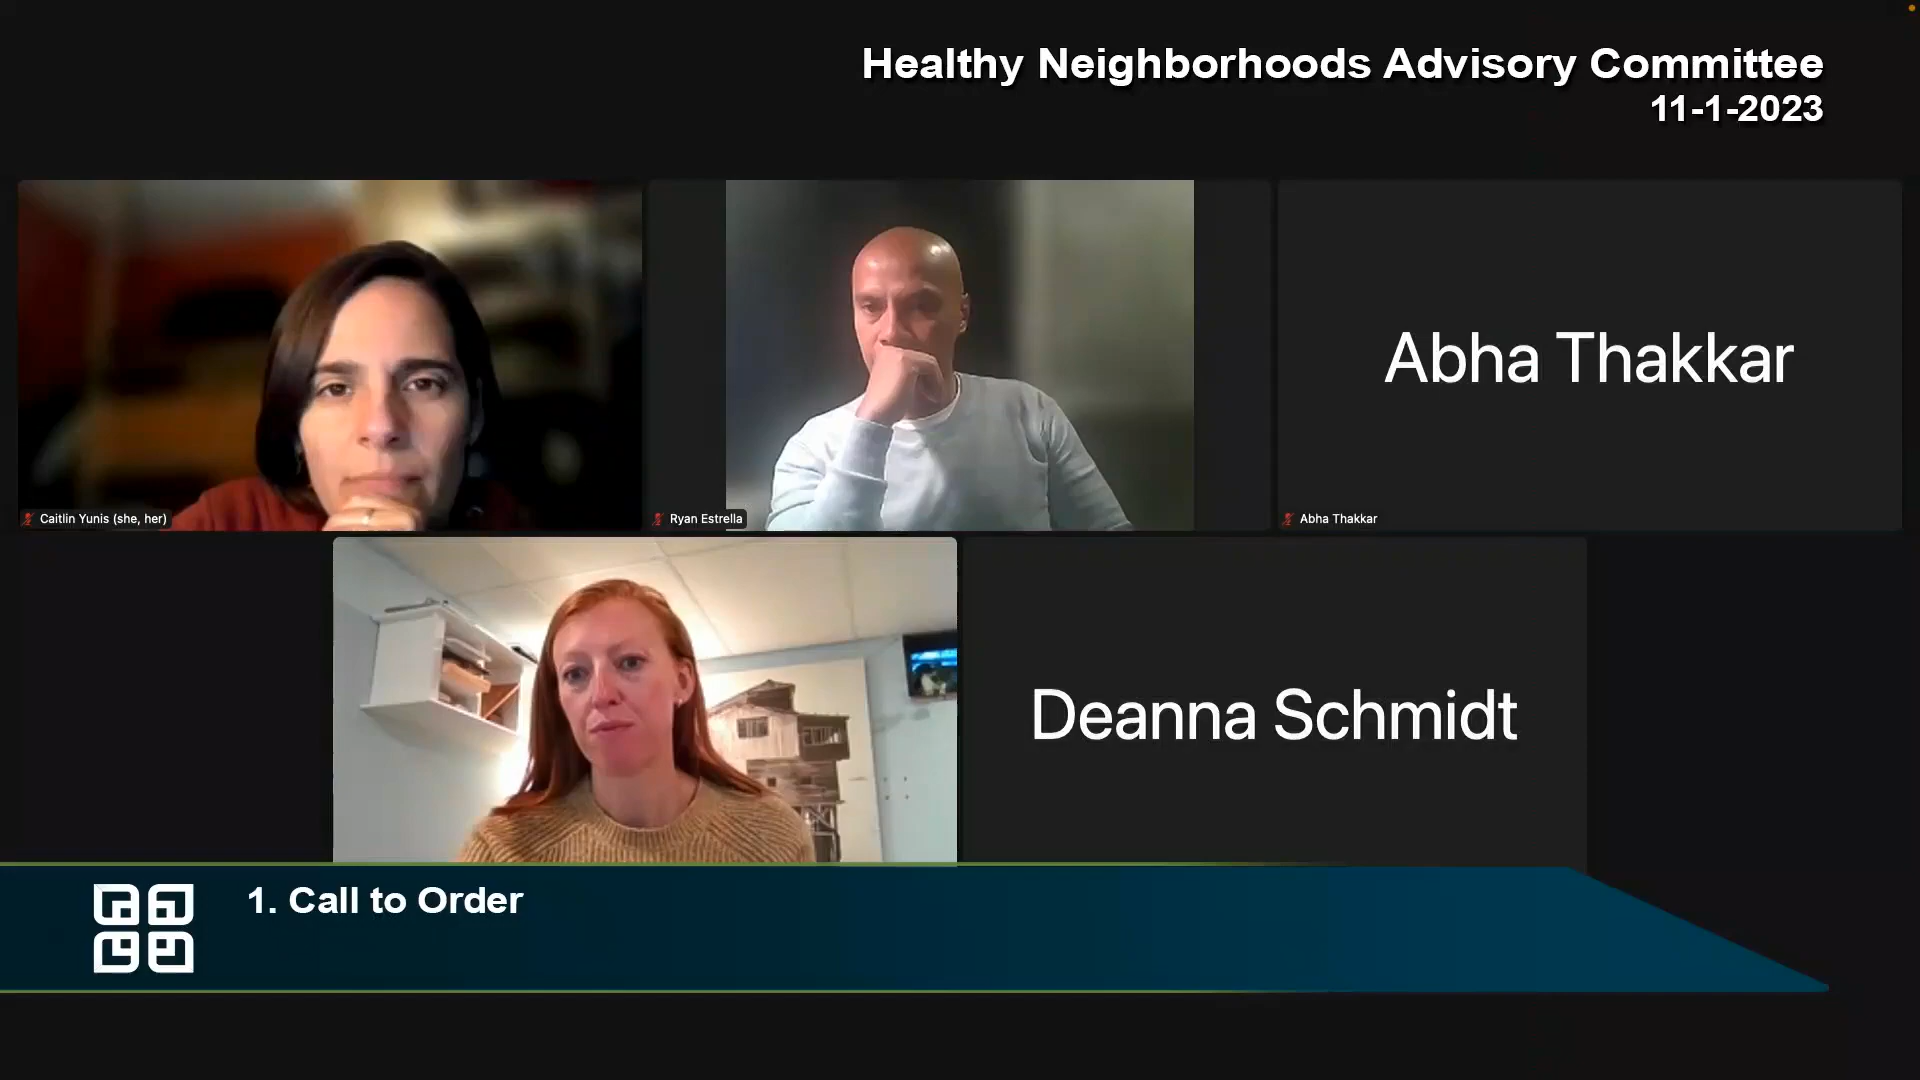 Healthy Neighborhoods Advisory Committee
11-1-2023
Abha Thakkar
Caitlin Yunis (she, her)
Ryan Estrella
Abha Thakkar
Deanna Schmidt
1. Call to Order